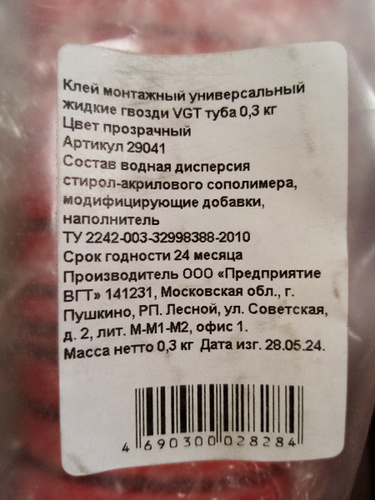 Клей монтажный универсальный
жидкие гвозди VGT туба 0,3 кг
Цвет прозрачный
Артикул 29041
Состав водная дисперсия
стирол-акрилового сополимера,
модифицирующие добавки,
наполнитель
ТУ 2242-003-32998388-2010
Срок годности 24 месяца
Производитель ООО «Предприятие
ВГТ» 141231, Московская обл., г.
Пушкино, РП. Лесной, ул. Советская,
д. 2, лит. М-М1-М2, офис 1.
Масса нетто 0,3 кг Дата изг. 28.05.24.
4 690300 028284